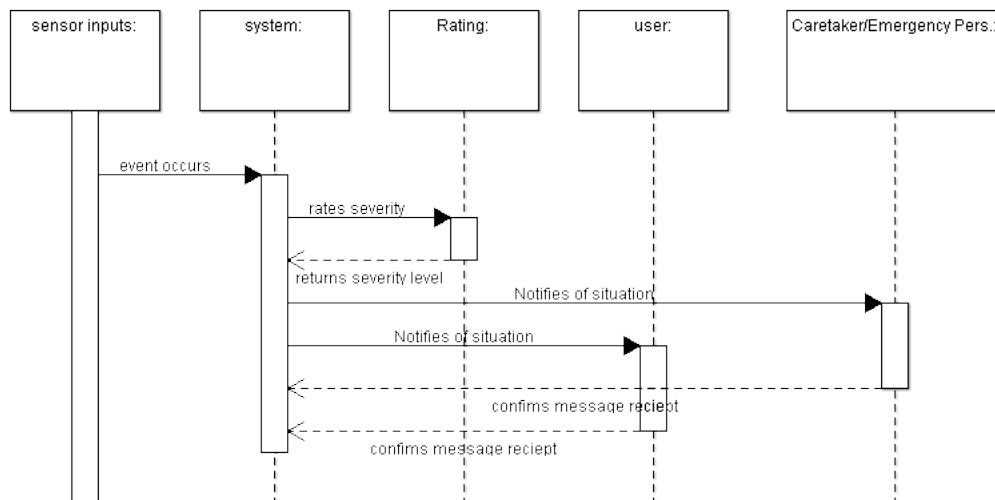 sensor inputs:
system:
Rating:
user:
Caretaker/Emergency Pers.:
event occurs
rates severity
returns severity level
Notifies of situation
Notifies of situation
confims message reciept
confims message reciept